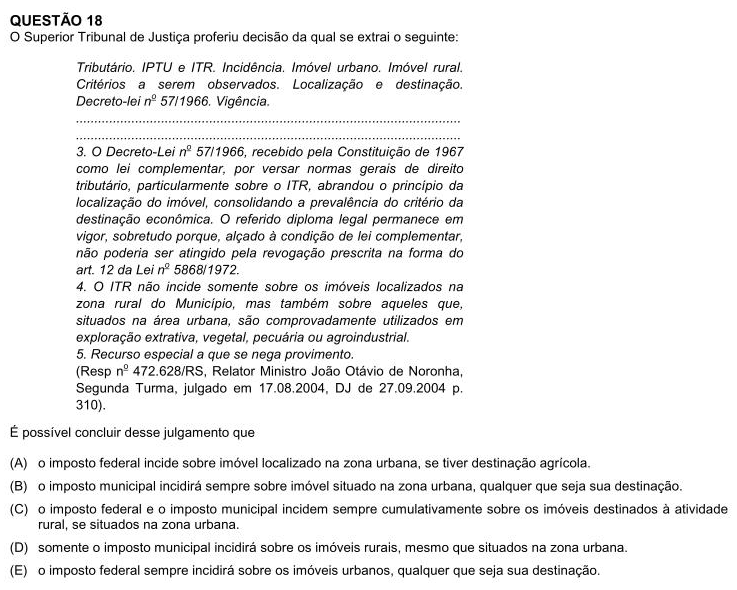 QUESTÃO 18
O Superior Tribunal de Justiça proferiu decisão da qual se extrai o seguinte:
Tributário. IPTU e ITR. Incidência. Imóvel urbano. Imóvel rural.
Critérios a serem observados. Localização e destinação.
Decreto-lei nº 57/1966. Vigência.
........................................................................................................
........................................................................................................
3. O Decreto-Lei nº 57/1966, recebido pela Constituição de 1967
como lei complementar, por versar normas gerais de direito
tributário, particularmente sobre o ITR, abrandou o princípio da
localização do imóvel, consolidando a prevalência do critério da
destinação econômica. O referido diploma legal permanece em
vigor, sobretudo porque, alçado à condição de lei complementar,
não poderia ser atingido pela revogação prescrita na forma do
art. 12 da Lei nº 5868/1972.
4. O ITR não incide somente sobre os imóveis localizados na
zona rural do Município, mas também sobre aqueles que,
situados na área urbana, são comprovadamente utilizados em
exploração extrativa, vegetal, pecuária ou agroindustrial.
5. Recurso especial a que se nega provimento.
(Resp nº 472.628/RS, Relator Ministro João Otávio de Noronha,
Segunda Turma, julgado em 17.08.2004, DJ de 27.09.2004 p.
310).
É possível concluir desse julgamento que
(A) o imposto federal incide sobre imóvel localizado na zona urbana, se tiver destinação agrícola.
(B) o imposto municipal incidirá sempre sobre imóvel situado na zona urbana, qualquer que seja sua destinação.
(C) o imposto federal e o imposto municipal incidem sempre cumulativamente sobre os imóveis destinados à atividade
rural, se situados na zona urbana.
(D) somente o imposto municipal incidirá sobre os imóveis rurais, mesmo que situados na zona urbana.
(E) o imposto federal sempre incidirá sobre os imóveis urbanos, qualquer que seja sua destinação.